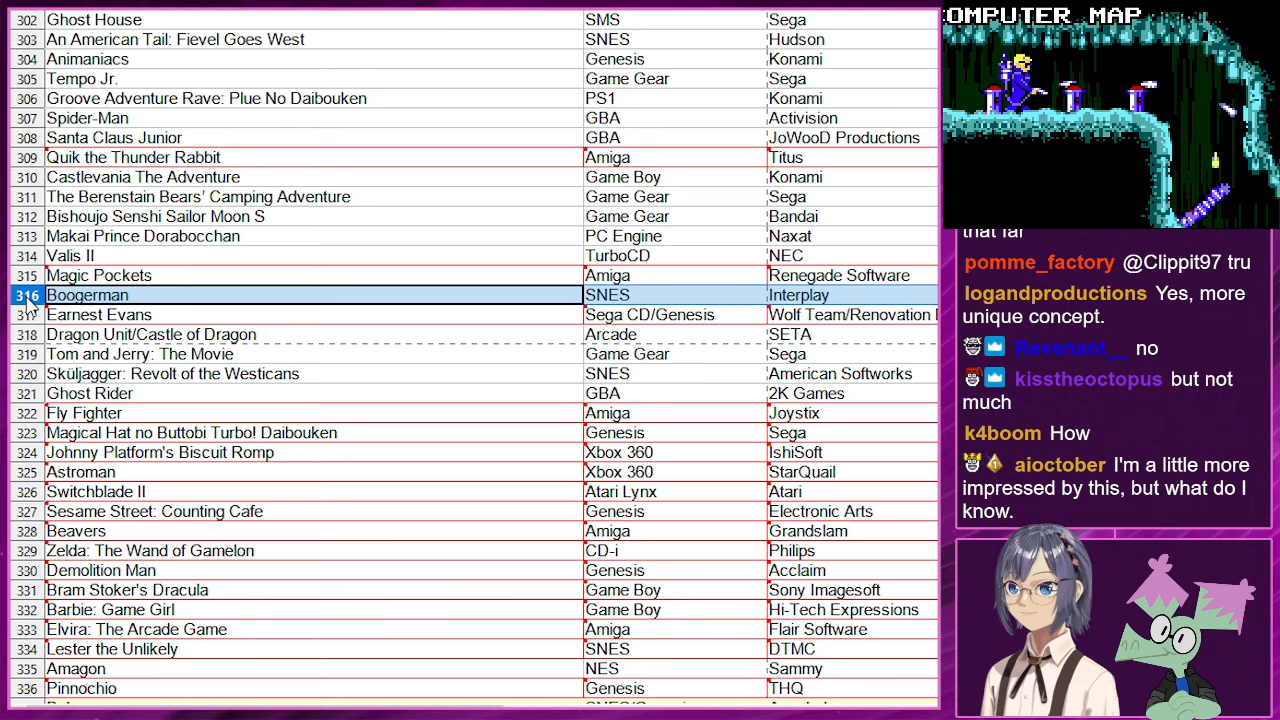 302 Ghost House SMS Sega
303 An American Tail: Fievel Goes West SNES Hudson
304 Animaniacs Genesis Konami
305 Tempo Jr. Game Gear Sega
306 Groove Adventure Rave: Plue No Daibouken PS1 Konami
307 Spider-Man GBA Activision
308 Santa Claus Junior GBA JoWooD Productions
309 Quik the Thunder Rabbit Amiga Titus
310 Castlevania The Adventure Game Boy Konami
311 The Berenstain Bears' Camping Adventure Game Gear Sega
312 Bishoujo Senshi Sailor Moon S Game Gear Bandai
313 Makai Prince Dorabocchan PC Engine Naxat
314 Valis II TurboCD NEC
315 Magic Pockets Amiga Renegade Software
316 Boogerman SNES Interplay
Earnest Evans Sega CD/Genesis Wolf Team/Renovation
318 Dragon Unit/Castle of Dragon Arcade SETA
319 Tom and Jerry: The Movie Game Gear Sega
320 Sküljagger: Revolt of the Westicans SNES American Softworks
321 Ghost Rider GBA 2K Games
322 Fly Fighter Amiga Joystix
323 Magical Hat no Buttobi Turbo! Daibouken Genesis Sega
324 Johnny Platform's Biscuit Romp Xbox 360 IshiSoft
325 Astroman Xbox 360 StarQuail
326 Switchblade II Atari Lynx Atari
327 Sesame Street: Counting Cafe Genesis Electronic Arts
328 Beavers Amiga Grandslam
329 Zelda: The Wand of Gamelon CD-i Philips
330 Demolition Man Genesis Acclaim
331 Bram Stoker's Dracula Game Boy Sony Imagesoft
332 Barbie: Game Girl Game Boy Hi-Tech Expressions
333 Elvira: The Arcade Game Amiga Flair Software
334 Lester the Unlikely SNES DTMC
335 Amagon NES Sammy
336 Pinnochio Genesis THQ
OMPUTER MAP
that far
pomme_factory @Clippit97 tru
logandproductions Yes, more
unique concept.
Revenant__ no
kisstheoctopus but not
much
k4boom How
aioctober I'm a little more
impressed by this, but what do I
know.